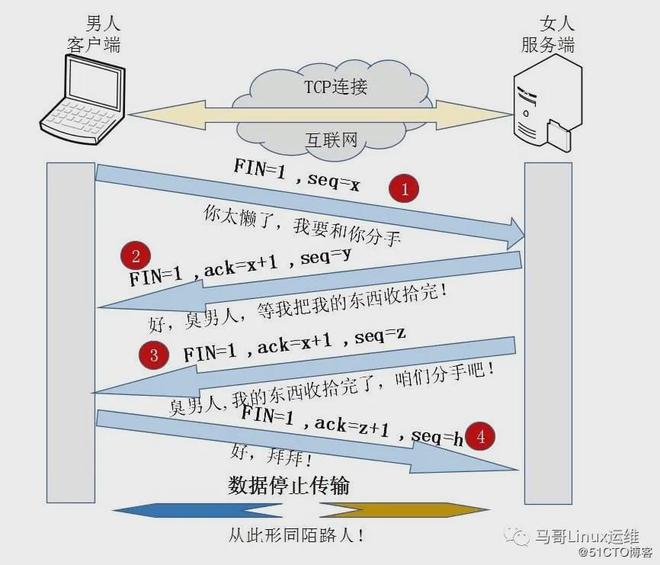 男人
客户端
女人
服务端
TCP连接
互联网
FIN=1 ,seq=x
1
你太懒了，我要和你分手
2
FIN=1 ,ack=x+1 ,seq=y
好，臭男人，等我把我的东西收拾完！
3
FIN=1 ,ack=x+1 ,seq=z
臭男人,我的东西收拾完了，咱们分手吧！
FIN=1 ,ack=z+1 ,seq=h
4
好，拜拜！
数据停止传输
从此形同陌路人！
马哥Linux运维
@51CTO博客